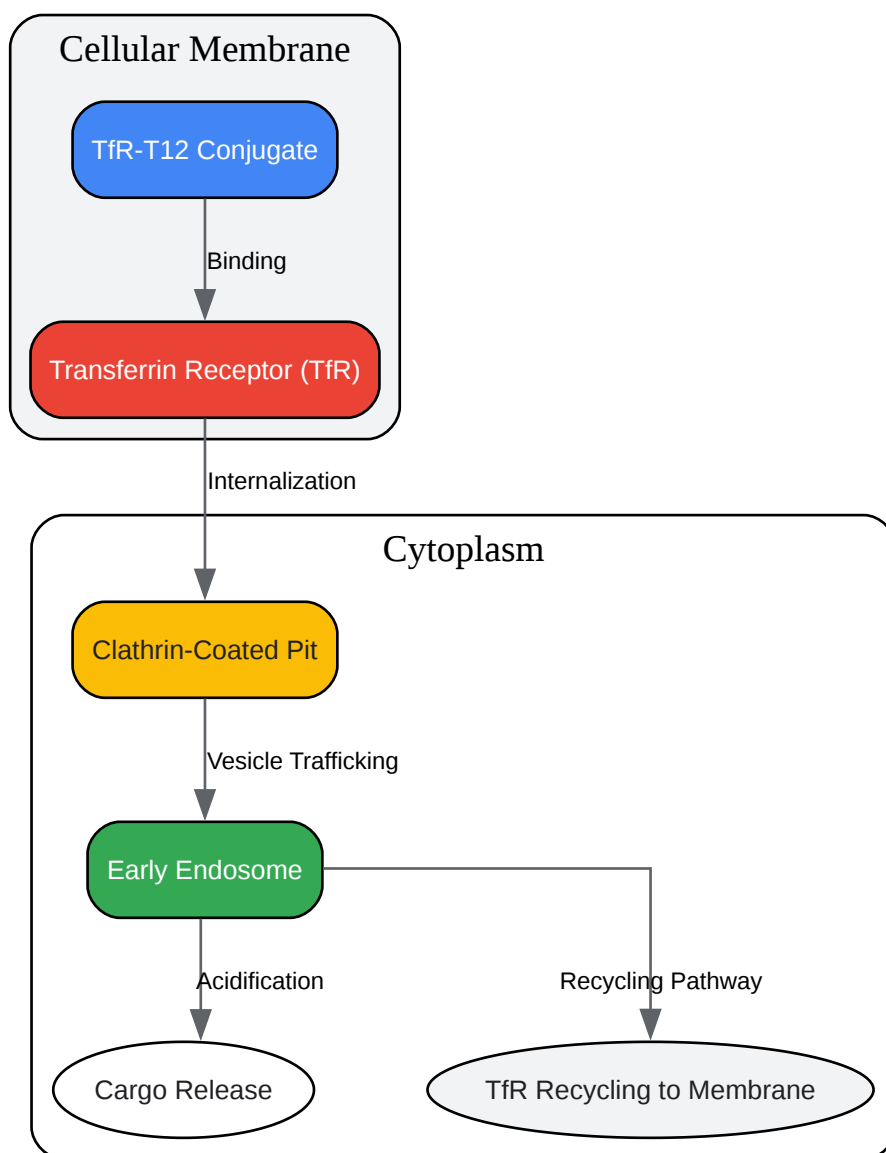 Cellular Membrane
TfR-T12 Conjugate
Binding
Transferrin Receptor (TfR)
Internalization
Cytoplasm
Clathrin-Coated Pit
Vesicle Trafficking
Early Endosome
Acidification
Recycling Pathway
Cargo Release
TfR Recycling to Membrane